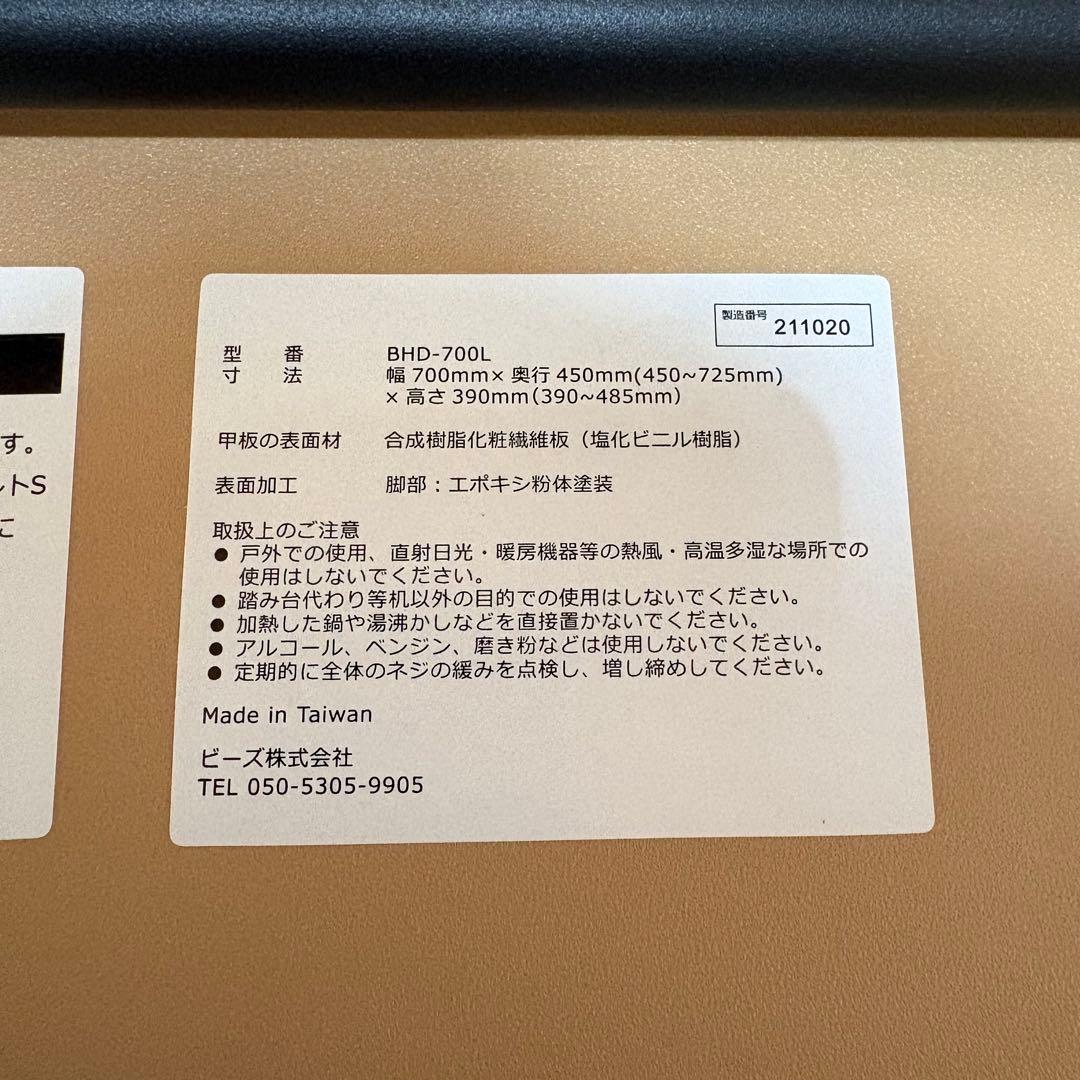 す。
ルトS
に
製造番号 211020
型 番 BHD-700L
寸 法 幅 700mm× 奥行 450mm(450~725mm)
× 高さ 390mm(390~485mm)
甲板の表面材 合成樹脂化粧繊維板（塩化ビニル樹脂）
表面加工 脚部：エポキシ粉体塗装
取扱上のご注意
● 戸外での使用、直射日光・暖房機器等の熱風・高温多湿な場所での
使用はしないでください。
● 踏み台代わり等机以外の目的での使用はしないでください。
● 加熱した鍋や湯沸かしなどを直接置かないでください。
● アルコール、ベンジン、磨き粉などは使用しないでください。
● 定期的に全体のネジの緩みを点検し、増し締めしてください。
Made in Taiwan
ビーズ株式会社
TEL 050-5305-9905